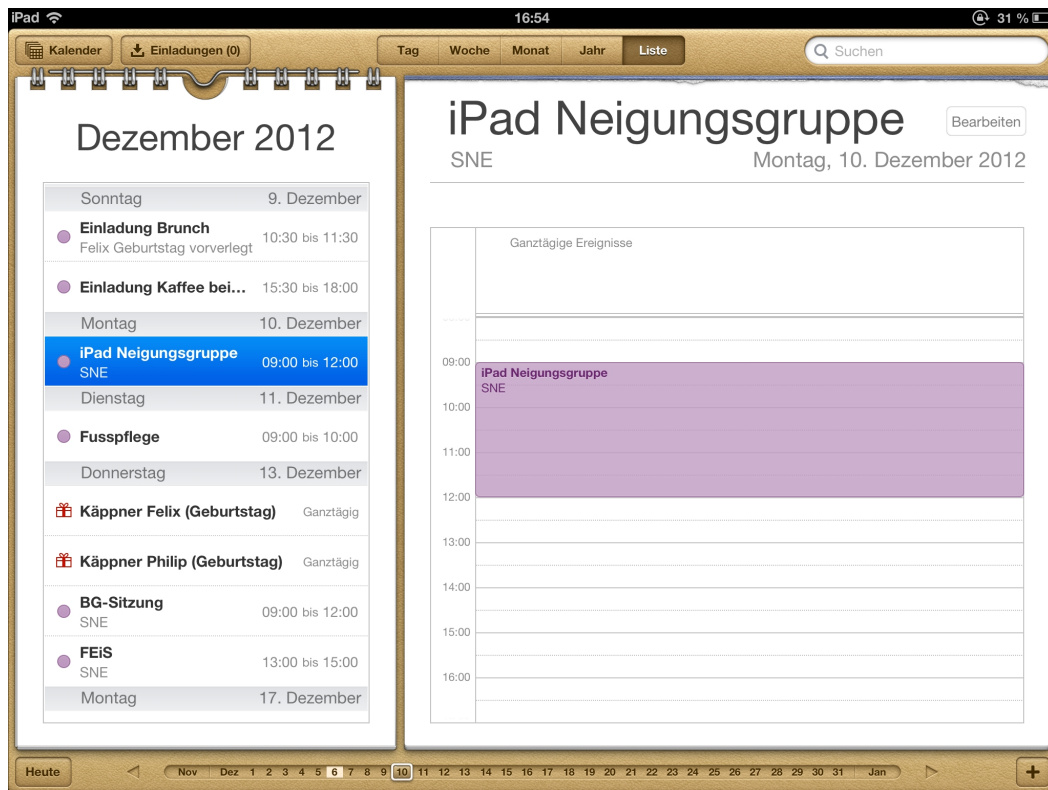 iPad 16:54 31 %
Kalender Einladungen (0) Tag Woche Monat Jahr Liste Suchen
Dezember 2012
Sonntag 9. Dezember
Einladung Brunch 10:30 bis 11:30
Felix Geburtstag vorverlegt
Einladung Kaffee bei... 15:30 bis 18:00
Montag 10. Dezember
iPad Neigungsgruppe 09:00 bis 12:00
SNE
Dienstag 11. Dezember
Fusspflege 09:00 bis 10:00
Donnerstag 13. Dezember
Käppner Felix (Geburtstag) Ganztägig
Käppner Philip (Geburtstag) Ganztägig
BG-Sitzung 09:00 bis 12:00
SNE
FEiS 13:00 bis 15:00
SNE
Montag 17. Dezember
iPad Neigungsgruppe Bearbeiten
SNE Montag, 10. Dezember 2012
Ganztägige Ereignisse
09:00
iPad Neigungsgruppe
SNE
10:00
11:00
12:00
13:00
14:00
15:00
16:00
Heute Nov Dez 1 2 3 4 5 6 7 8 9 10 11 12 13 14 15 16 17 18 19 20 21 22 23 24 25 26 27 28 29 30 31 Jan +